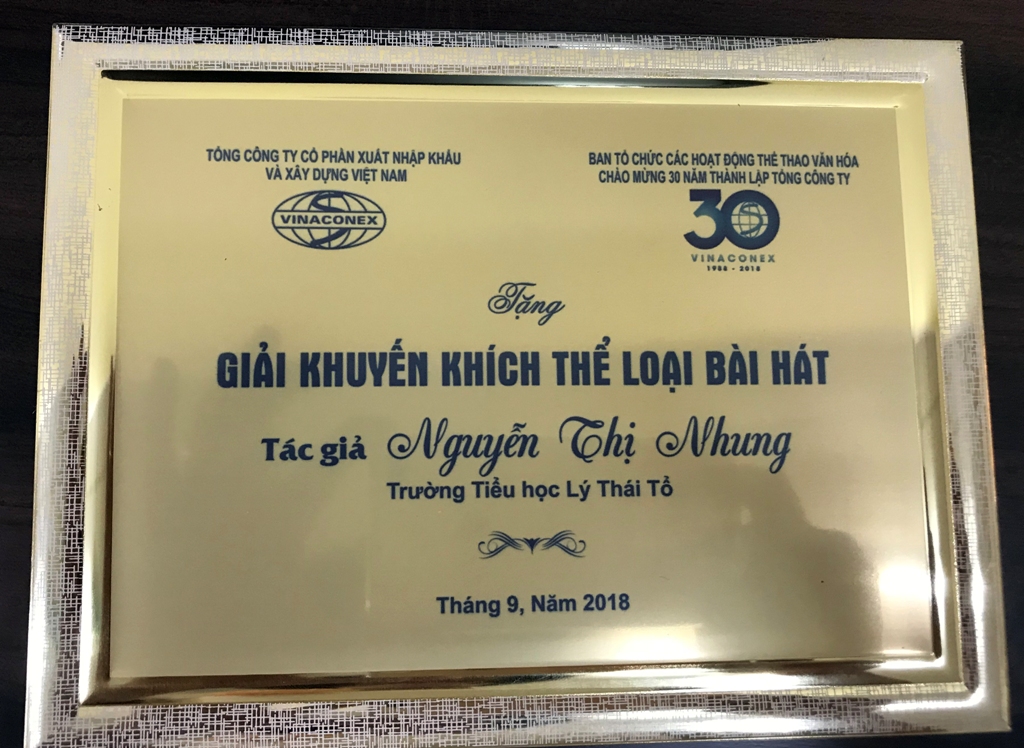 TỔNG CÔNG TY CỔ PHẦN XUẤT NHẬP KHẨU
VÀ XÂY DỰNG VIỆT NAM
VINACONEX
BAN TỔ CHỨC CÁC HOẠT ĐỘNG THỂ THAO VĂN HÓA
CHÀO MỪNG 30 NĂM THÀNH LẬP TỔNG CÔNG TY
30
VINACONEX
1988 - 2018
Tặng
GIẢI KHUYẾN KHÍCH THỂ LOẠI BÀI HÁT
Tác giả Nguyễn Thị Nhung
Trường Tiểu học Lý Thái Tổ
Tháng 9, Năm 2018